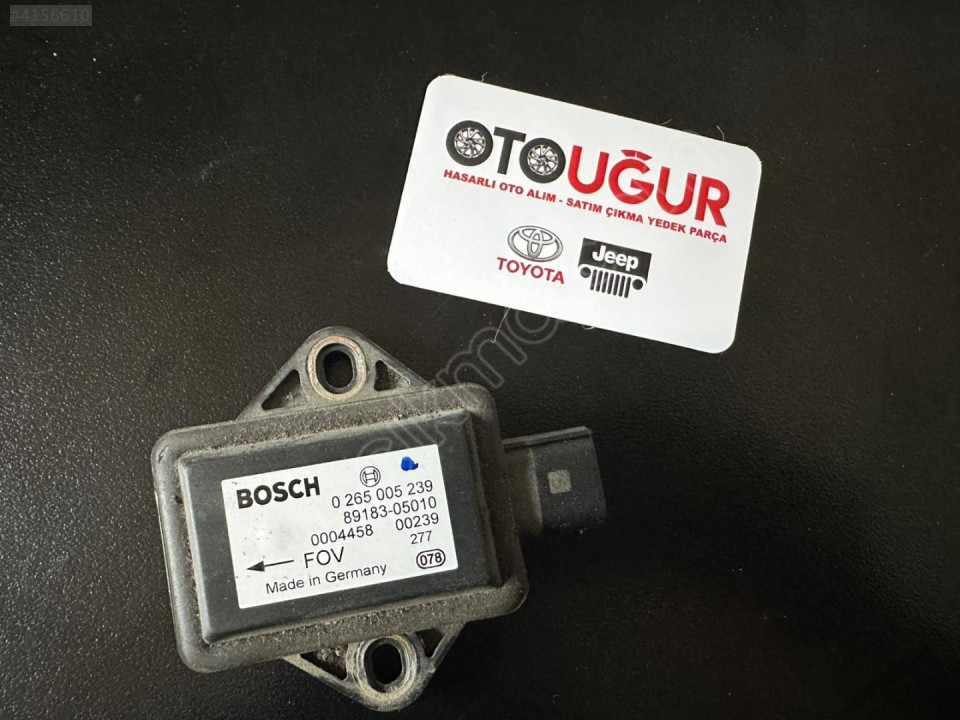 #4156610
OTOUĞUR
HASARLI OTO ALIM - SATIM ÇIKMA YEDEK PARÇA
TOYOTA
Jeep
BOSCH
0 265 005 239
89183-05010
0004458 00239
FOV 277
Made in Germany 078